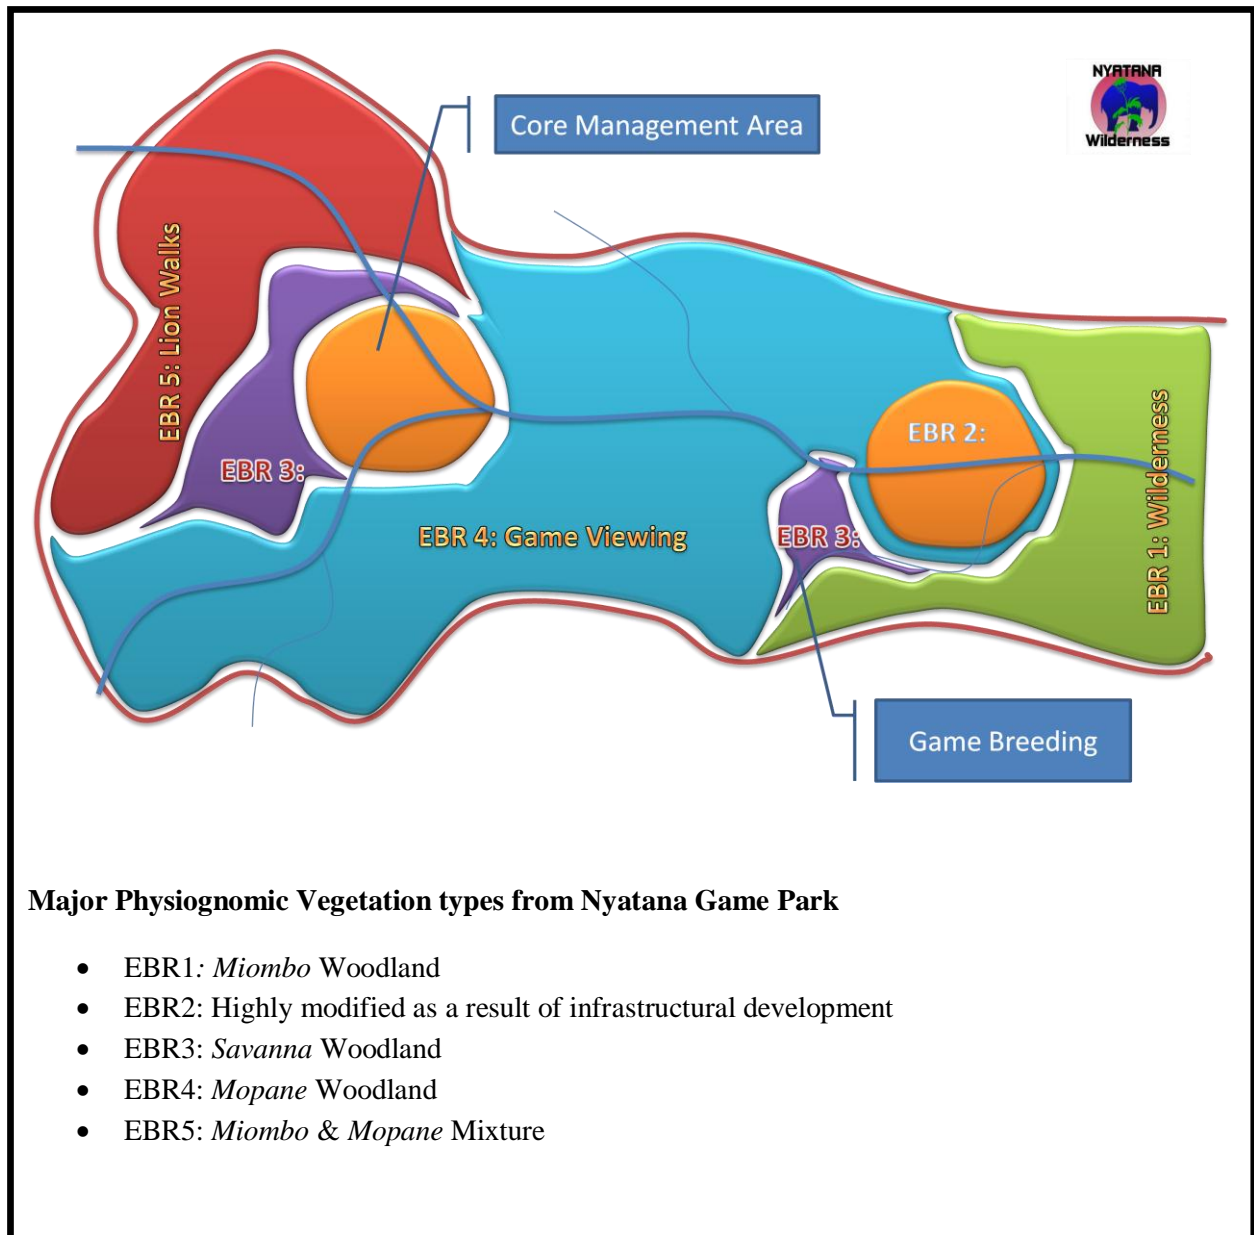 NYATANA
Wilderness
Core Management Area
EBR 5: Lion Walks
EBR 3:
EBR 4: Game Viewing
EBR 2:
EBR 3:
EBR 1: Wilderness
Game Breeding
Major Physiognomic Vegetation types from Nyatana Game Park
• EBR1: Miombo Woodland
• EBR2: Highly modified as a result of infrastructural development
• EBR3: Savanna Woodland
• EBR4: Mopane Woodland
• EBR5: Miombo & Mopane Mixture